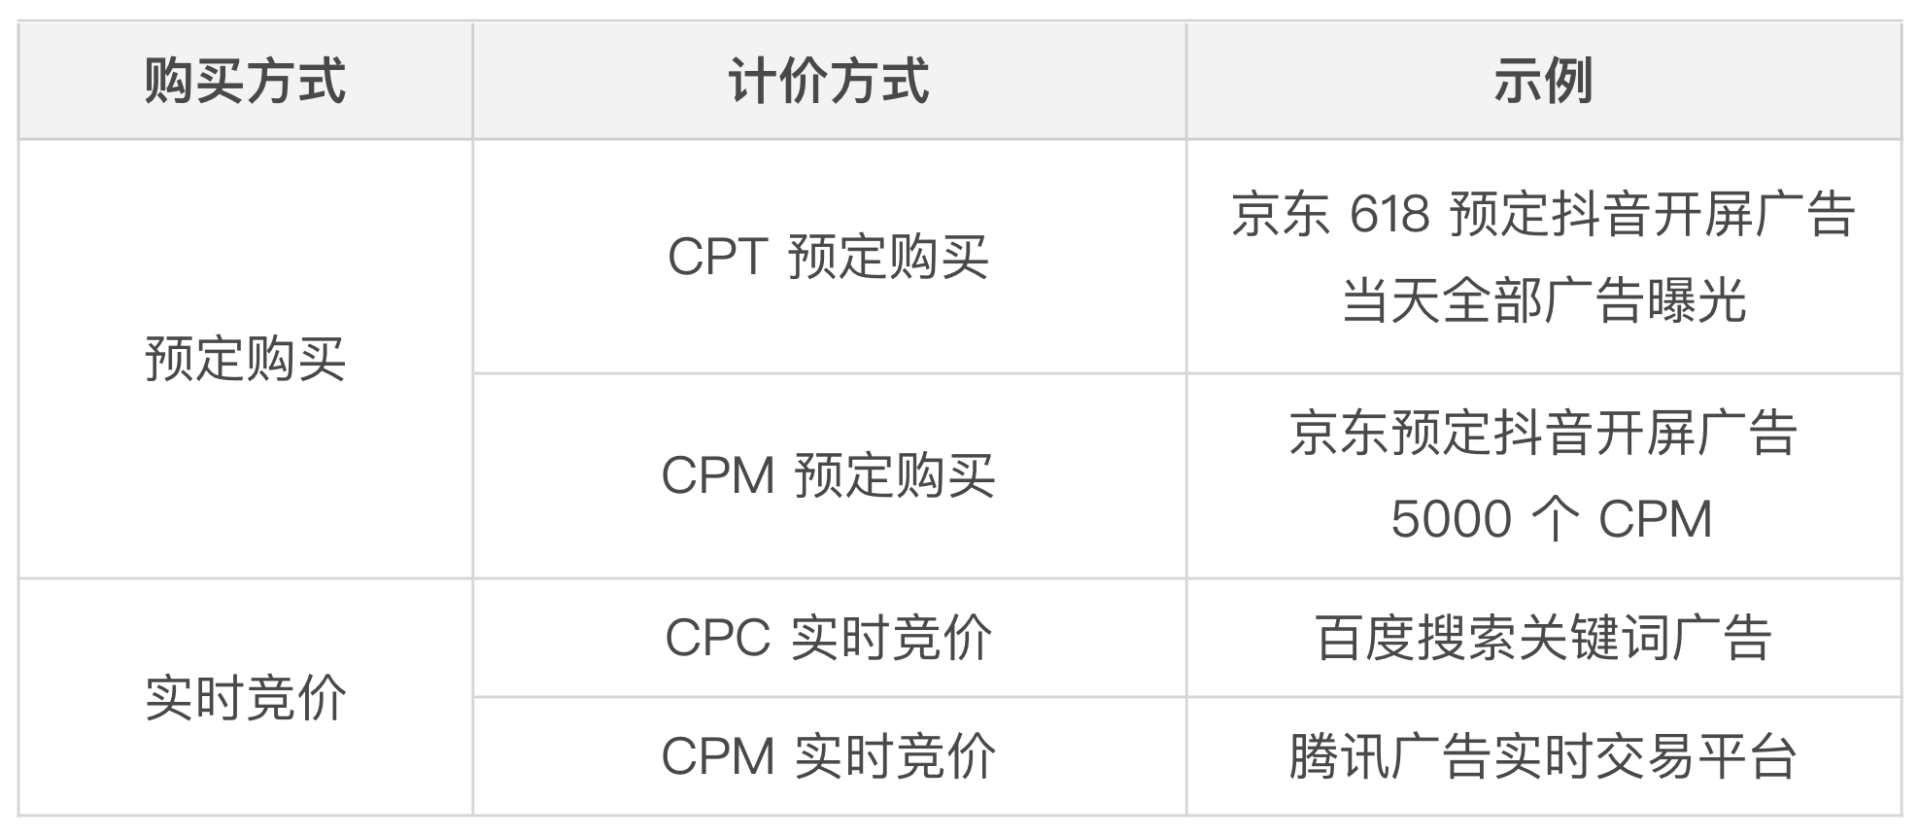 购买方式
计价方式
示例
预定购买
CPT 预定购买
京东 618 预定抖音开屏广告
当天全部广告曝光
CPM 预定购买
京东预定抖音开屏广告
5000 个 CPM
实时竞价
CPC 实时竞价
百度搜索关键词广告
CPM 实时竞价
腾讯广告实时交易平台